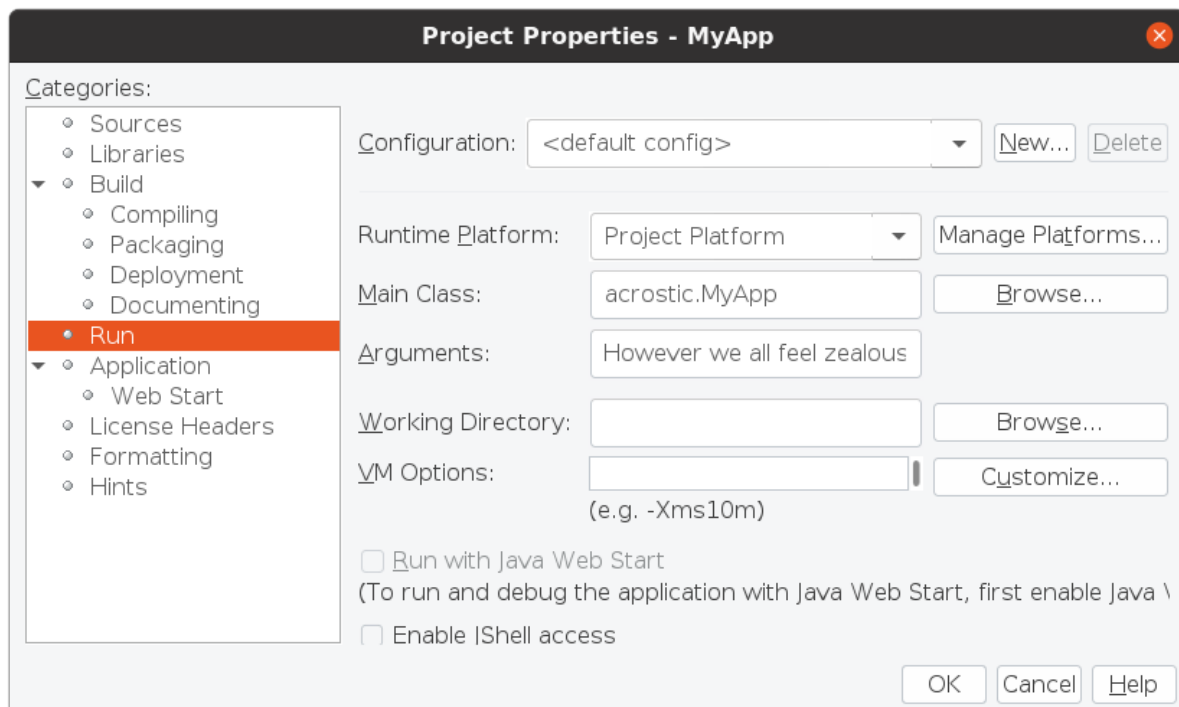 Project Properties - MyApp
Categories:
Sources
Libraries
Build
Compiling
Packaging
Deployment
Documenting
Run
Application
Web Start
License Headers
Formatting
Hints
Configuration: <default config> New... Delete
Runtime Platform: Project Platform Manage Platforms...
Main Class: acrostic.MyApp Browse...
Arguments: However we all feel zealous
Working Directory: Browse...
VM Options: Customize...
(e.g. -Xms10m)
Run with Java Web Start
(To run and debug the application with Java Web Start, first enable Java
Enable JShell access
OK Cancel Help